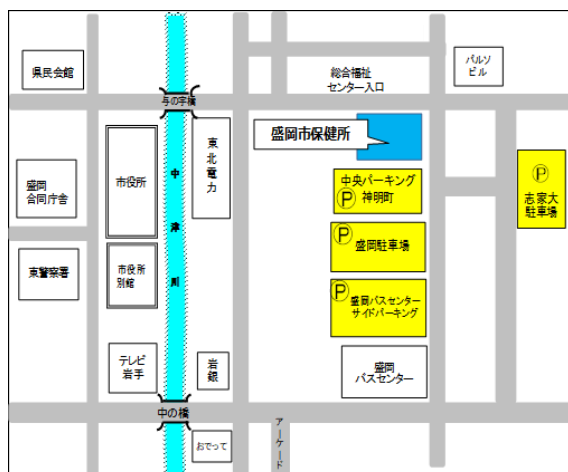 県民会館
総合福祉
センター入口
パルソ
ビル
与の字橋
盛岡市保健所
東北電力
市役所
中津川
盛岡
合同庁舎
中央パーキング
Ⓟ 神明町
Ⓟ
志家大
駐車場
Ⓟ
盛岡駐車場
東警察署
市役所
別館
Ⓟ
盛岡バスセンター
サイドパーキング
テレビ
岩手
岩銀
盛岡
バスセンター
中の橋
おでって
アーケード